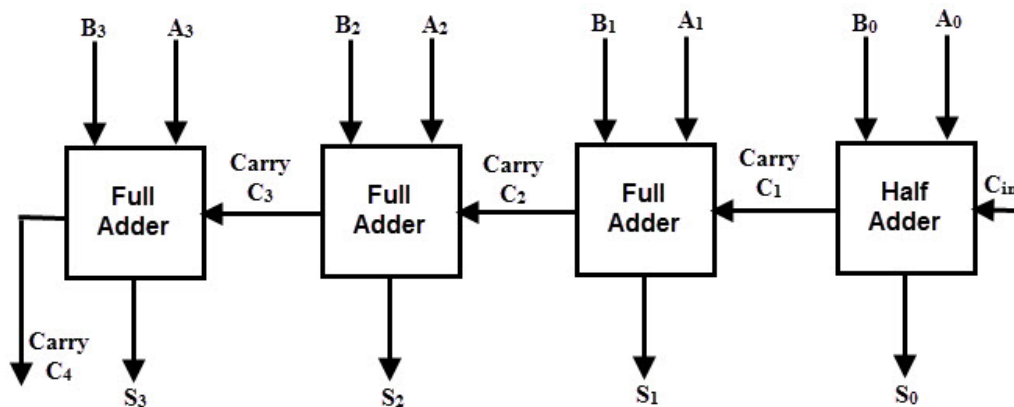 B₃ A₃ B₂ A₂ B₁ A₁ B₀ A₀
Full Adder
Carry C₃
Full Adder
Carry C₂
Full Adder
Carry C₁
Half Adder
Cᵢₙ
Carry C₄
S₃ S₂ S₁ S₀